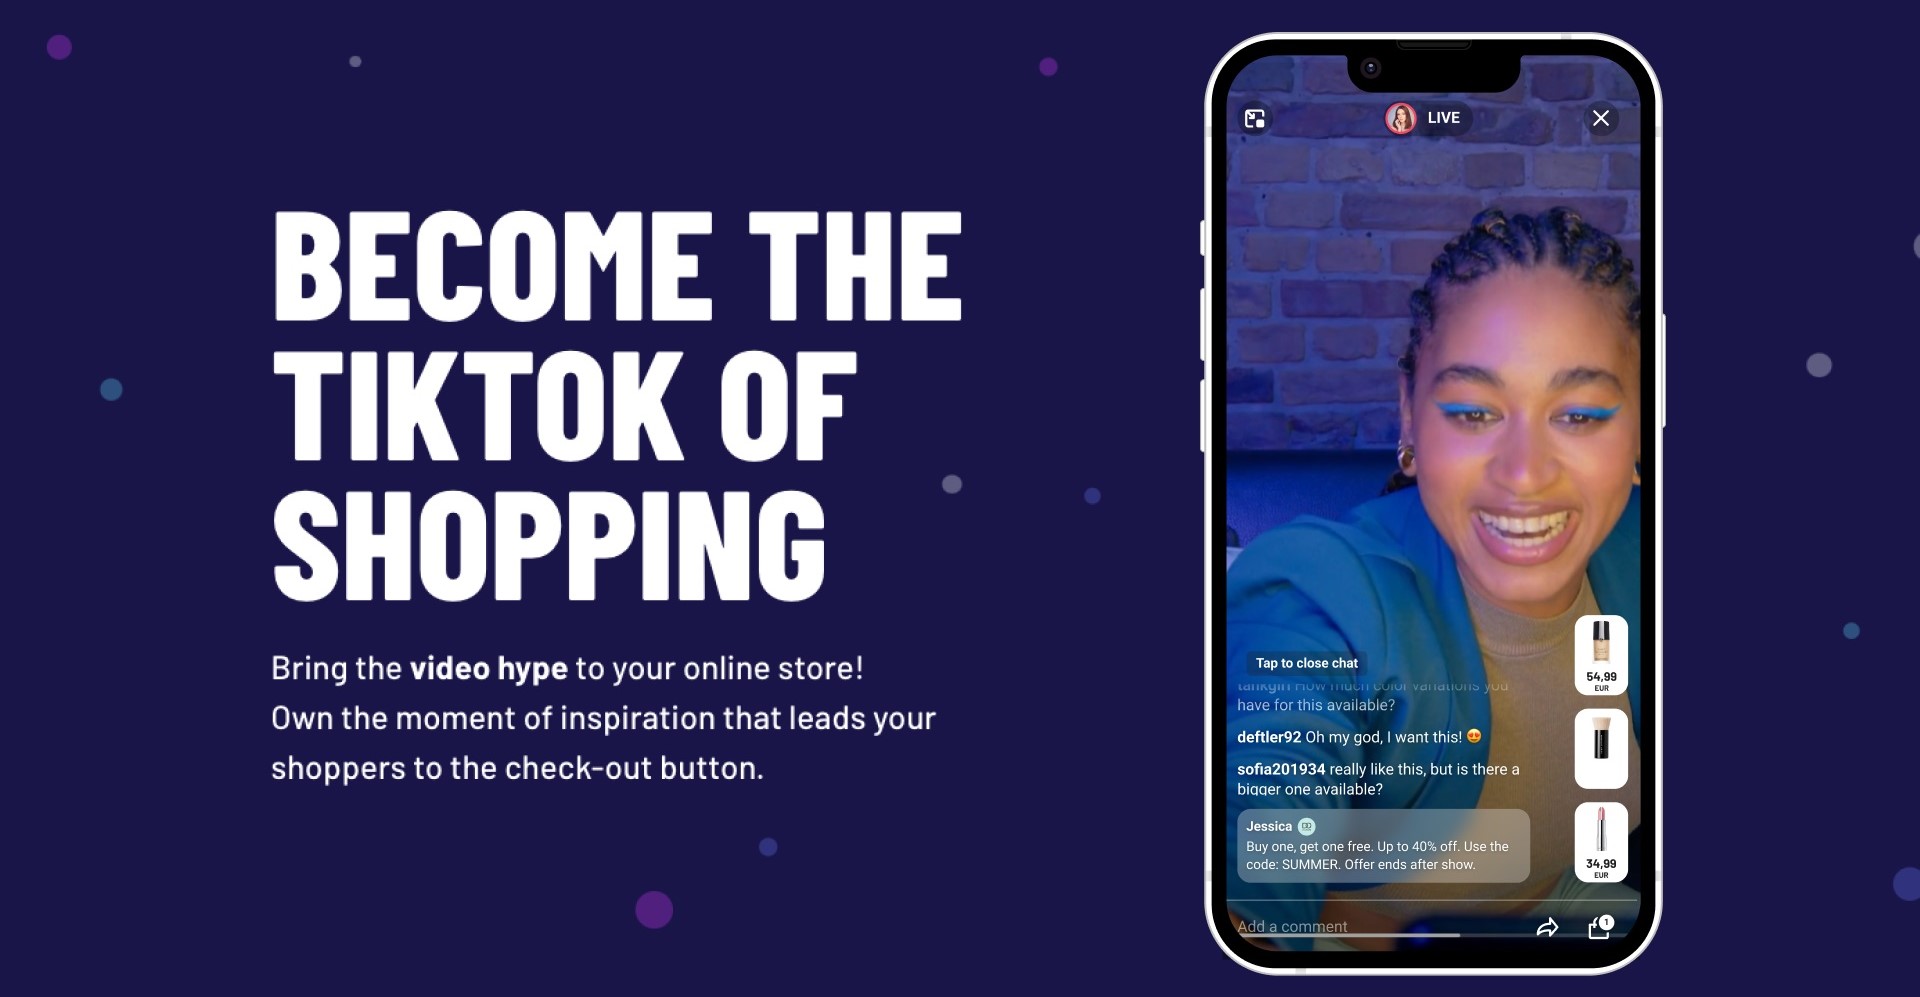 BECOME THE
TIKTOK OF
SHOPPING
Bring the video hype to your online store!
Own the moment of inspiration that leads your
shoppers to the check-out button.
LIVE
Tap to close chat
tankgirl How much color variations you
have for this available?
deftler92 Oh my god, I want this! 😍
sofia201934 really like this, but is there a
bigger one available?
Jessica
Buy one, get one free. Up to 40% off. Use the
code: SUMMER. Offer ends after show.
54,99
EUR
34,99
EUR
Add a comment
1